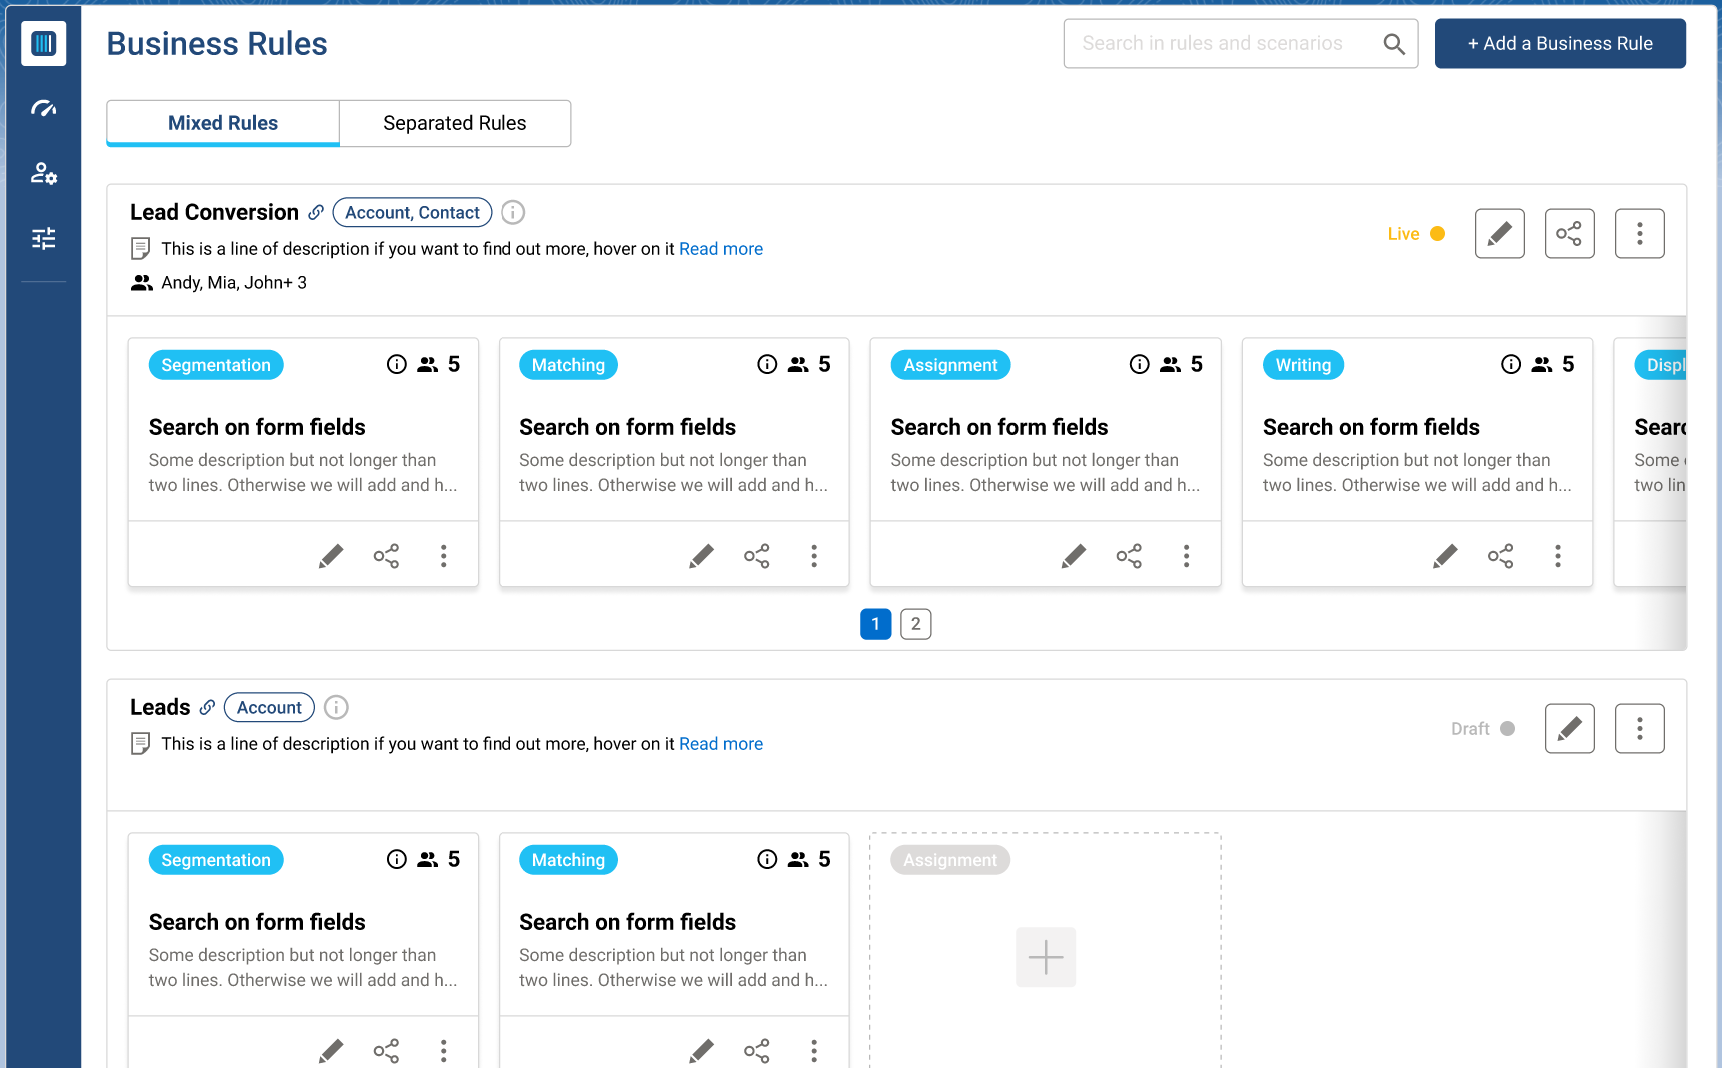 Business Rules
Search in rules and scenarios
+ Add a Business Rule
Mixed Rules
Separated Rules
Lead Conversion
Account, Contact
This is a line of description if you want to find out more, hover on it Read more
Andy, Mia, John+ 3
Live
Segmentation
5
Search on form fields
Some description but not longer than
two lines. Otherwise we will add and h...
Matching
5
Search on form fields
Some description but not longer than
two lines. Otherwise we will add and h...
Assignment
5
Search on form fields
Some description but not longer than
two lines. Otherwise we will add and h...
Writing
5
Search on form fields
Some description but not longer than
two lines. Otherwise we will add and h...
Some
1
2
Leads
Account
This is a line of description if you want to find out more, hover on it Read more
Draft
Segmentation
5
Search on form fields
Some description but not longer than
two lines. Otherwise we will add and h...
Matching
5
Search on form fields
Some description but not longer than
two lines. Otherwise we will add and h...
Assignment